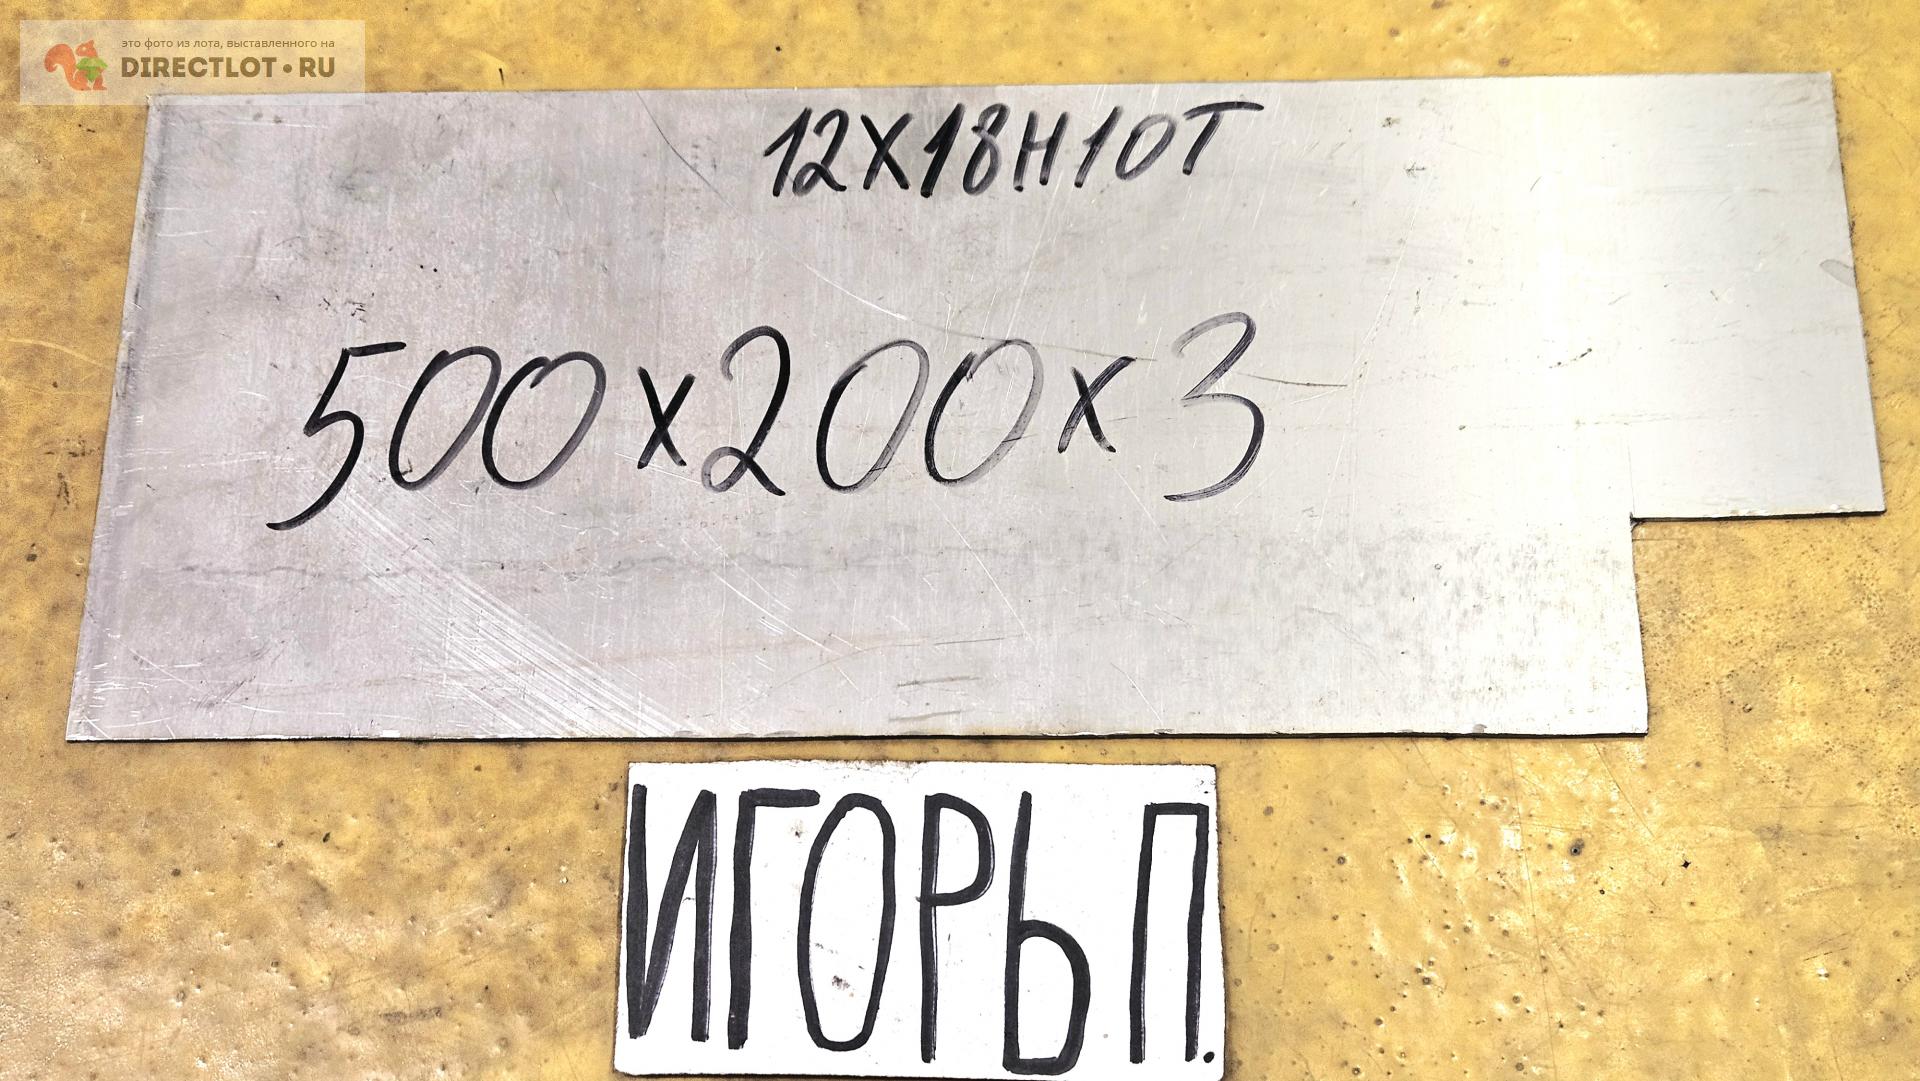 это фото из лота, выставленного на
DIRECTLOT•RU
12Х18Н10Т
500х200х3
ИГОРЬ П.